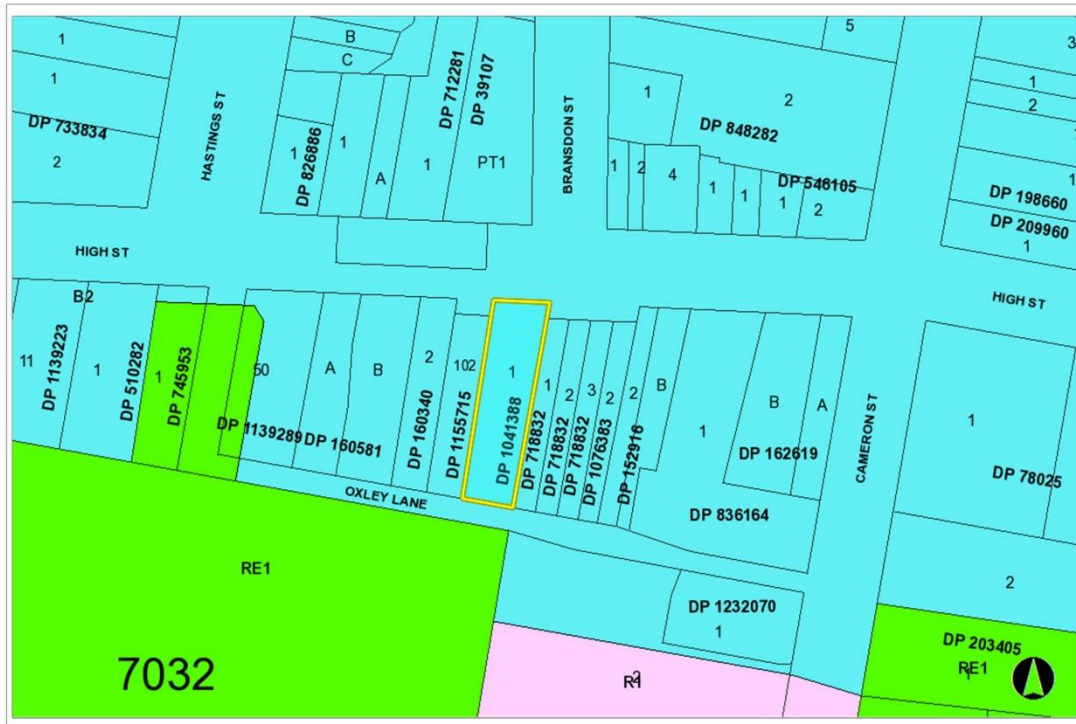 5
1
B
3
C
1
1
2
1
2
DP 712281
DP 39107
HASTINGS ST
BRANSDON ST
DP 733834
DP 826886
DP 848282
1
1
PT1
1
A
1
2
1
2
4
1
1
1
2
DP 546105
1
DP 198660
DP 209960
1
HIGH ST
HIGH ST
B2
11
DP 1139223
1
DP 510282
1
DP 745953
50
A
B
2
102
1
1
2
3
2
2
B
1
B
A
CAMERON ST
1
DP 1139289
DP 160581
DP 160340
DP 1155715
DP 1041388
DP 718832
DP 718832
DP 718832
DP 1076383
DP 152916
DP 162619
DP 78025
OXLEY LANE
DP 836164
RE1
2
DP 1232070
1
DP 203405
RE1
7032
R1